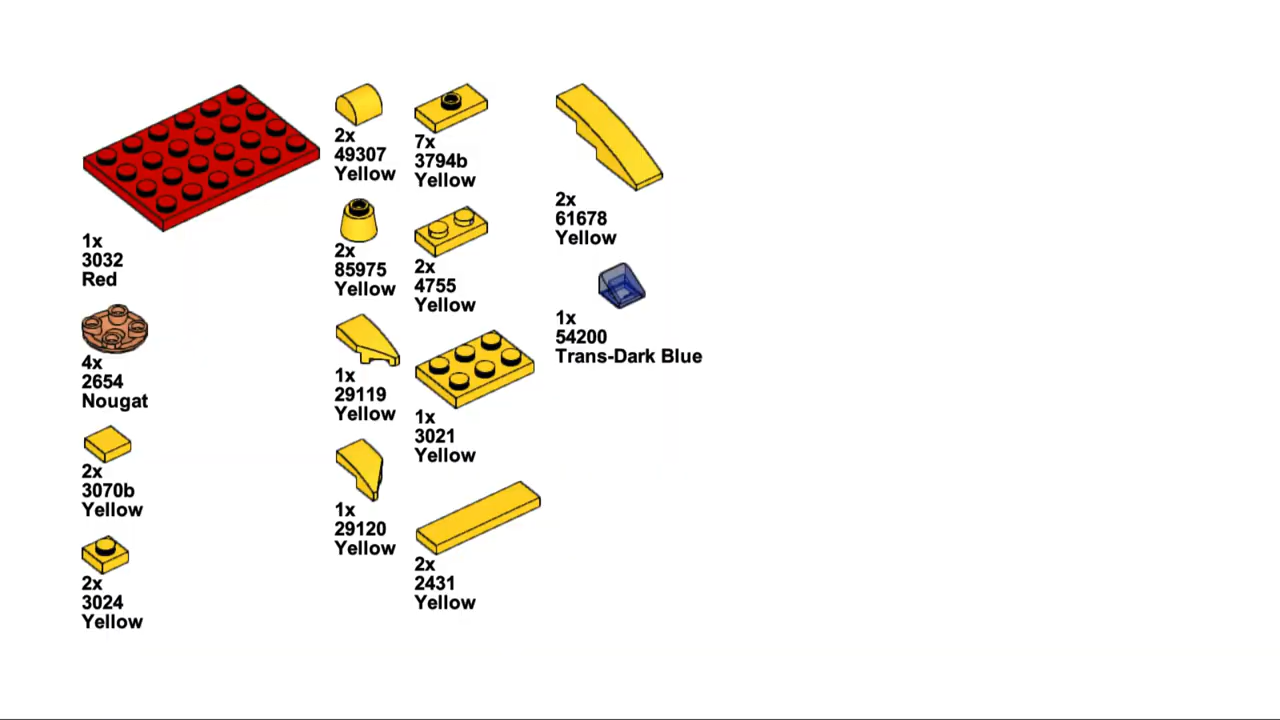 1x
3032
Red
4x
2654
Nougat
2x
3070b
Yellow
2x
3024
Yellow
2x
49307
Yellow
2x
85975
Yellow
1x
29119
Yellow
1x
29120
Yellow
7x
3794b
Yellow
2x
4755
Yellow
1x
3021
Yellow
2x
2431
Yellow
2x
61678
Yellow
1x
54200
Trans-Dark Blue